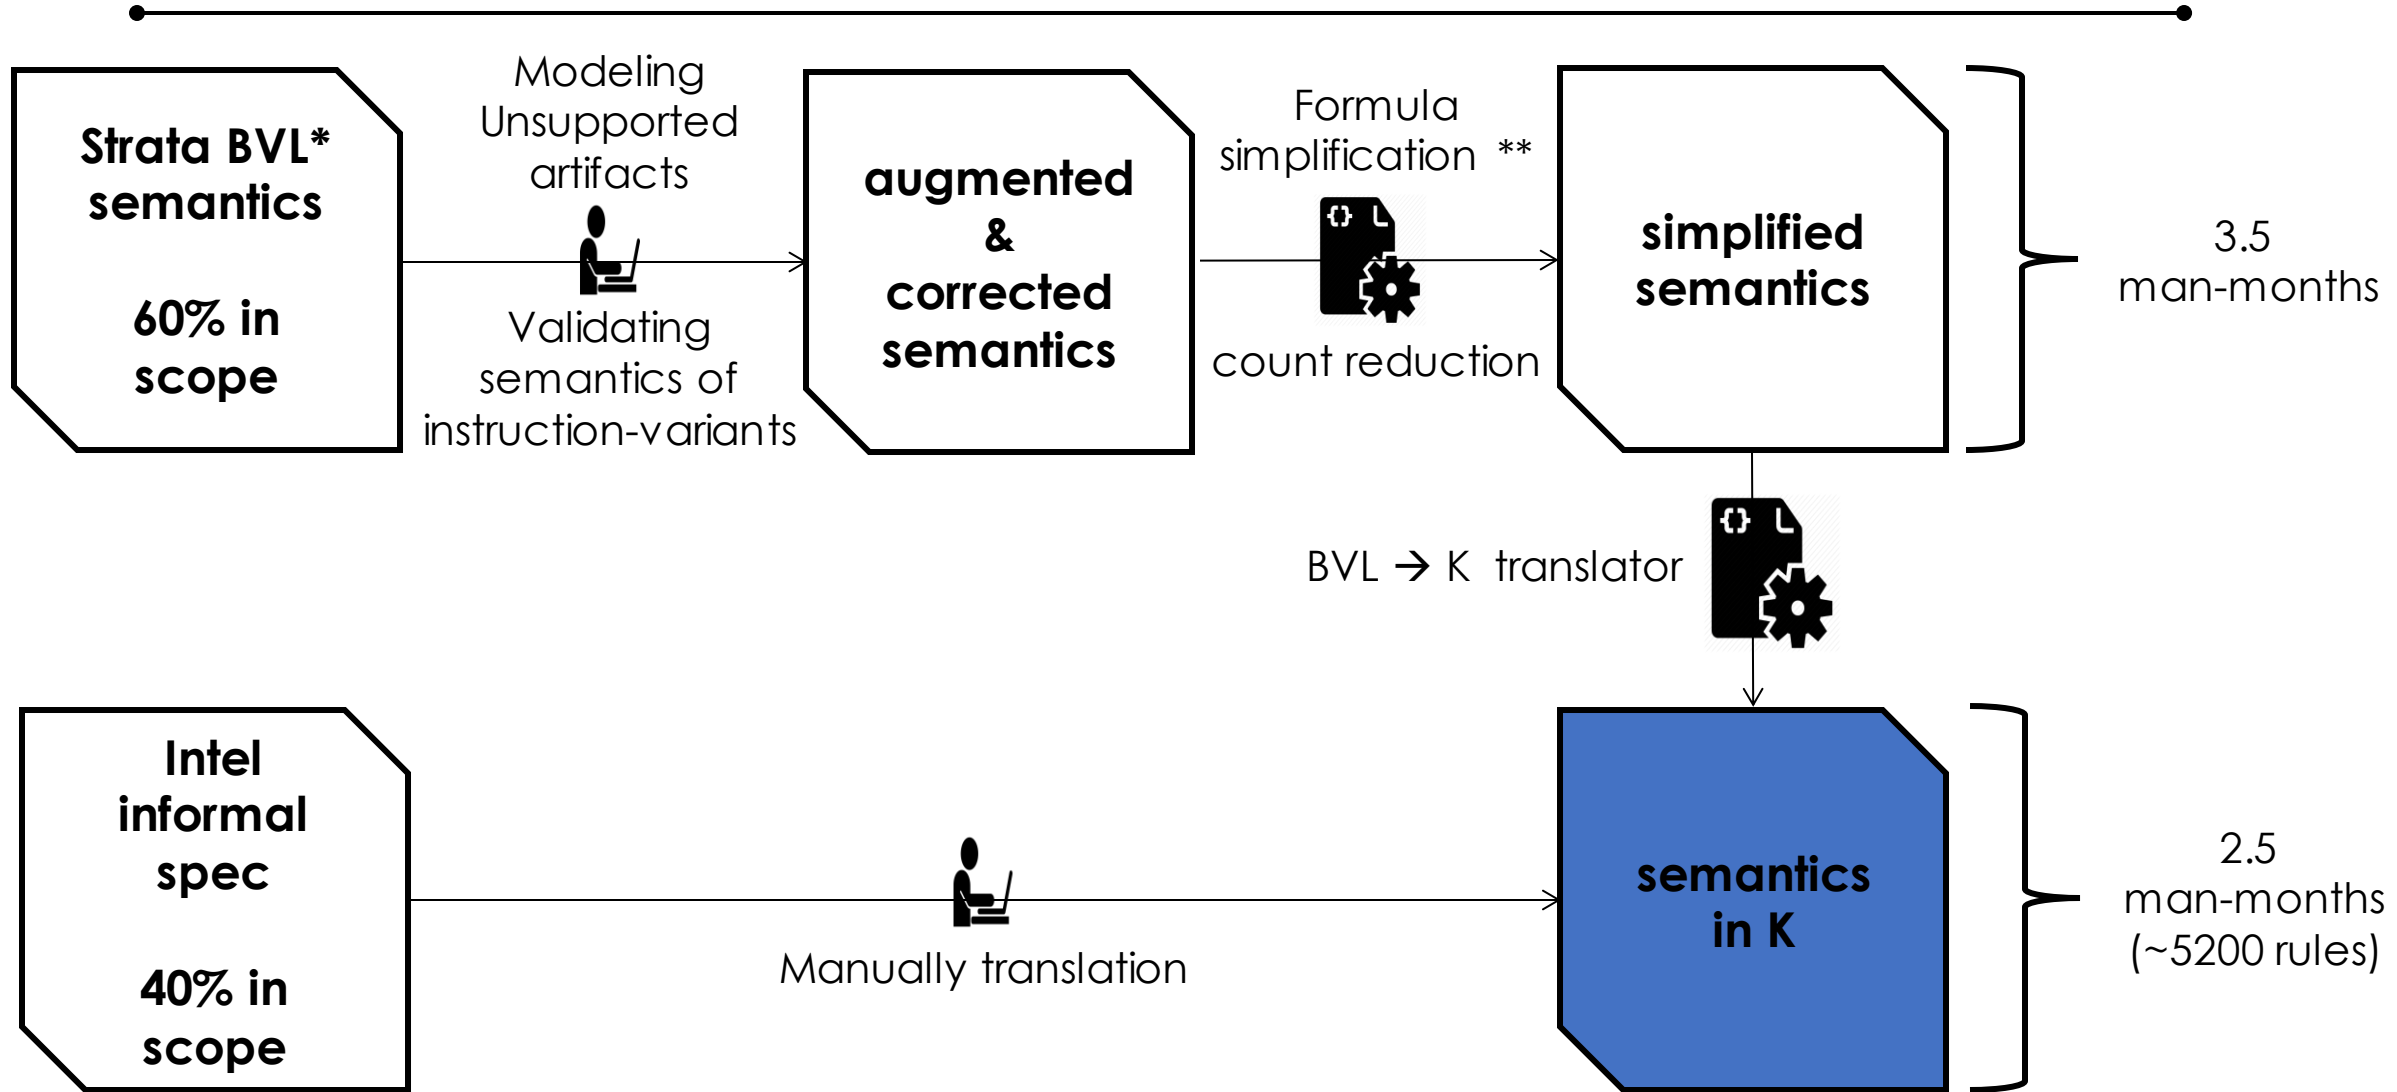 Strata BVL*
semantics
60% in
scope
Modeling
Unsupported
artifacts
Validating
semantics of
instruction-variants
augmented
&
corrected
semantics
Formula
simplification **
count reduction
simplified
semantics
3.5
man-months
BVL → K translator
Intel
informal
spec
40% in
scope
Manually translation
semantics
in K
2.5
man-months
(~5200 rules)